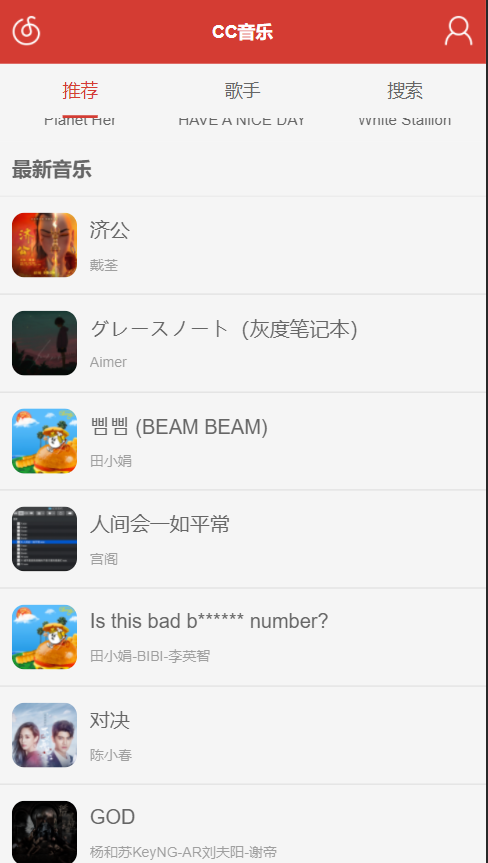 CC音乐
推荐 歌手 搜索
Planet Her HAVE A NICE DAY White Stallion
最新音乐
济公
戴荃
グレースノート（灰度笔记本）
Aimer
삠삠 (BEAM BEAM)
田小娟
人间会一如平常
宫阁
Is this bad b****** number?
田小娟-BIBI-李英智
对决
陈小春
GOD
杨和苏KeyNG-AR刘夫阳-谢帝